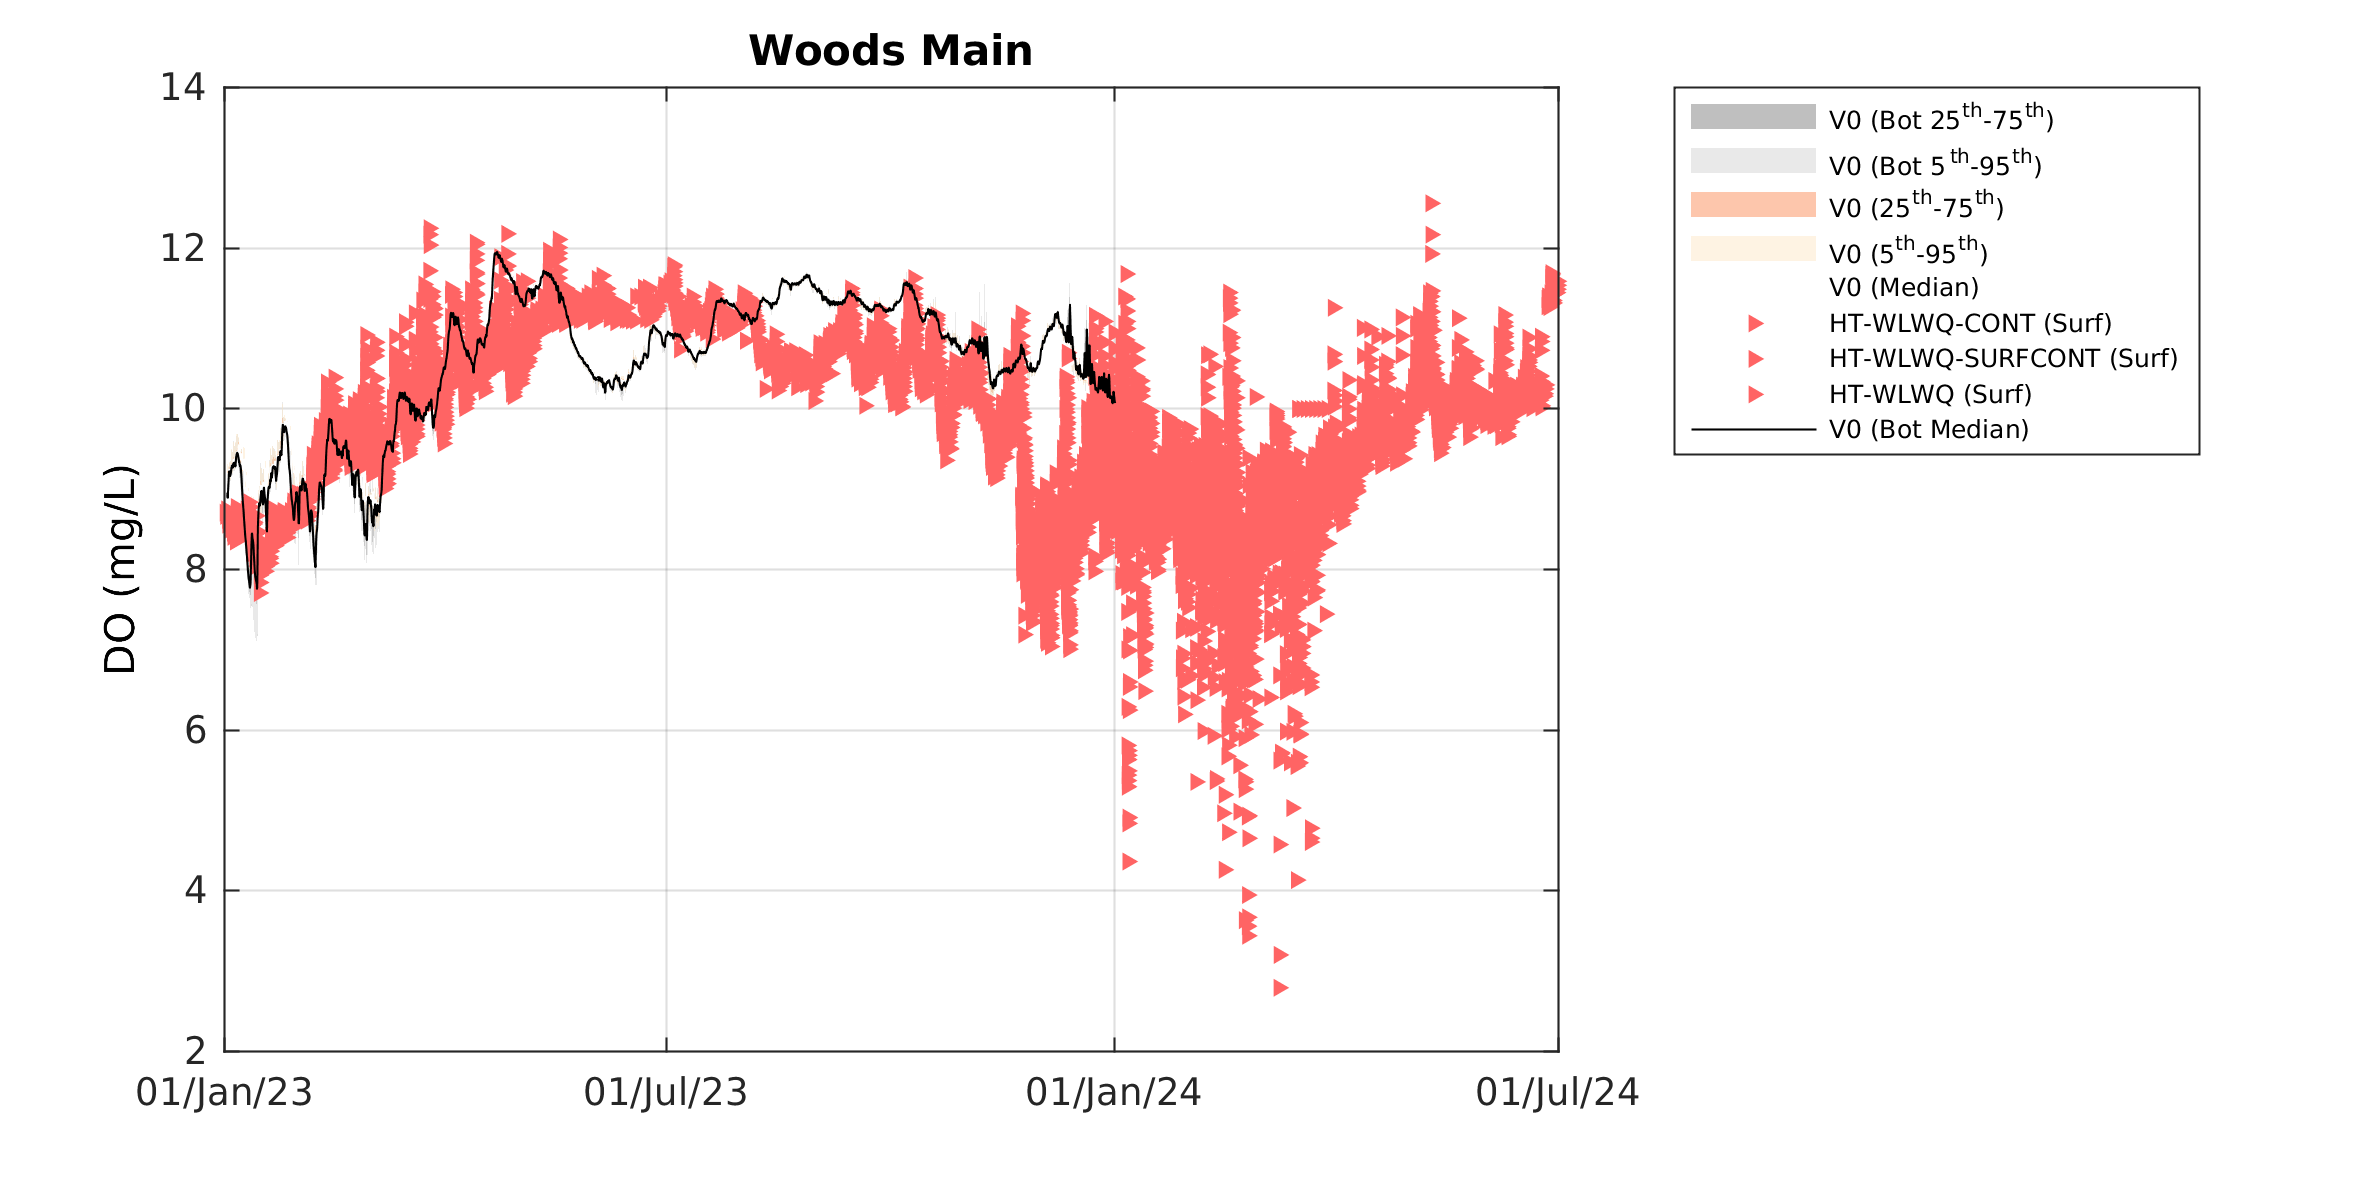 Woods Main
14
12
10
8
6
4
2
DO (mg/L)
01/Jan/23
01/Jul/23
01/Jan/24
01/Jul/24
V0 (Bot 25th-75th)
V0 (Bot 5th-95th)
V0 (25th-75th)
V0 (5th-95th)
V0 (Median)
HT-WLWQ-CONT (Surf)
HT-WLWQ-SURFCONT (Surf)
HT-WLWQ (Surf)
V0 (Bot Median)